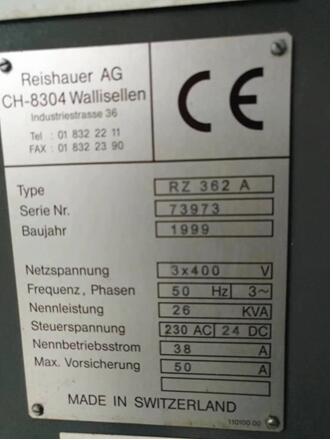 Reishauer AG
CH-8304 Wallisellen
Industriestrasse 36
Tel : 01 832 22 11
FAX : 01 832 23 90
CE
Type RZ 362 A
Serie Nr. 73973
Baujahr 1999
Netzspannung 3x400 V
Frequenz, Phasen 50 Hz 3~
Nennleistung 26 KVA
Steuerspannung 230 AC 24 DC
Nennbetriebsstrom 38 A
Max. Vorsicherung 50 A
MADE IN SWITZERLAND
110100.00